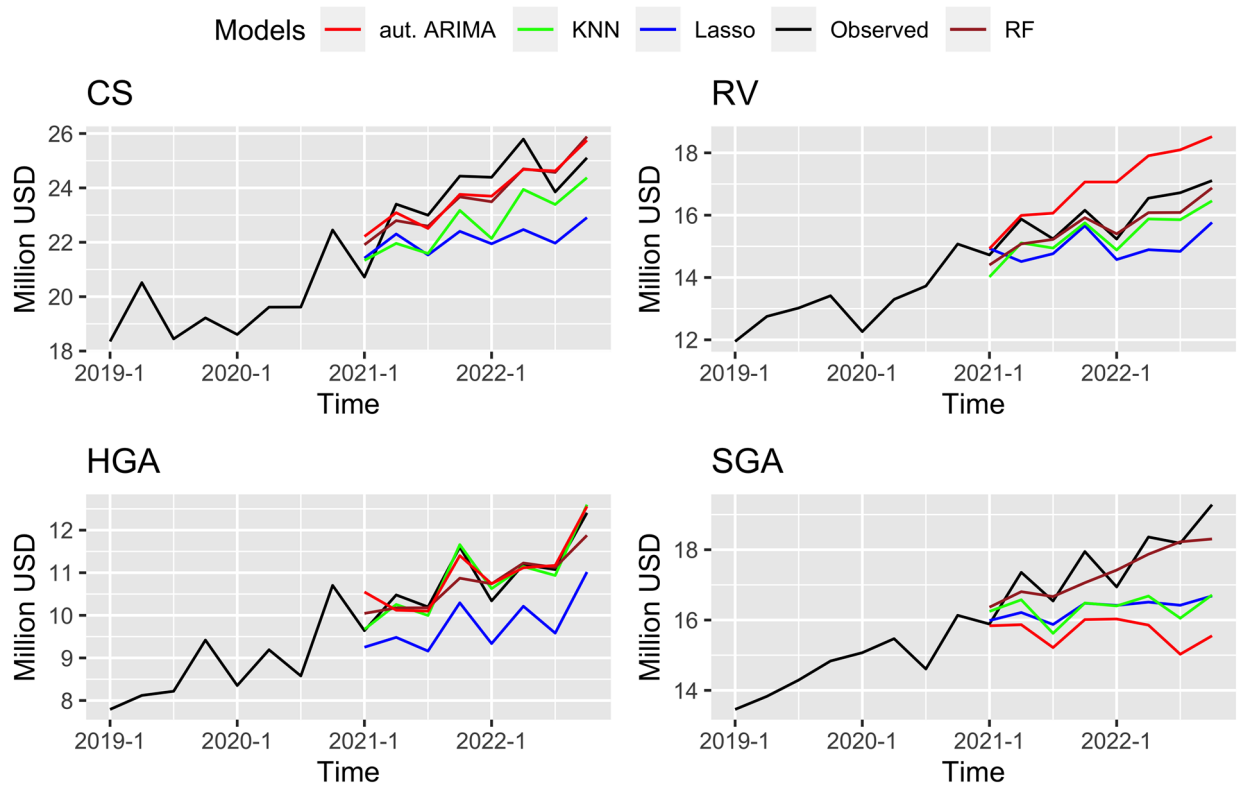 Models aut. ARIMA KNN Lasso Observed RF
CS
Million USD
26
24
22
20
18
2019-1 2020-1 2021-1 2022-1
Time
RV
Million USD
18
16
14
12
2019-1 2020-1 2021-1 2022-1
Time
HGA
Million USD
12
11
10
9
8
2019-1 2020-1 2021-1 2022-1
Time
SGA
Million USD
18
16
14
2019-1 2020-1 2021-1 2022-1
Time